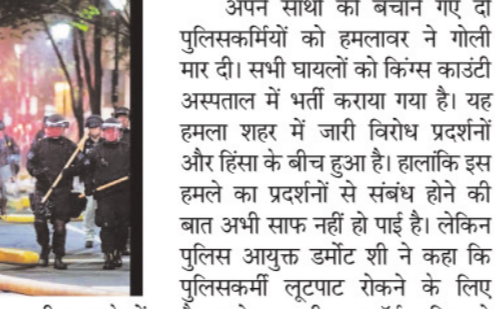 अपने साथी को बचाने गए दो
पुलिसकर्मियों को हमलावर ने गोली
मार दी। सभी घायलों को किंग्स काउंटी
अस्पताल में भर्ती कराया गया है। यह
हमला शहर में जारी विरोध प्रदर्शनों
और हिंसा के बीच हुआ है। हालांकि इस
हमले का प्रदर्शनों से संबंध होने की
बात अभी साफ नहीं हो पाई है। लेकिन
पुलिस आयुक्त डर्मोट शी ने कहा कि
पुलिसकर्मी लूटपाट रोकने के लिए